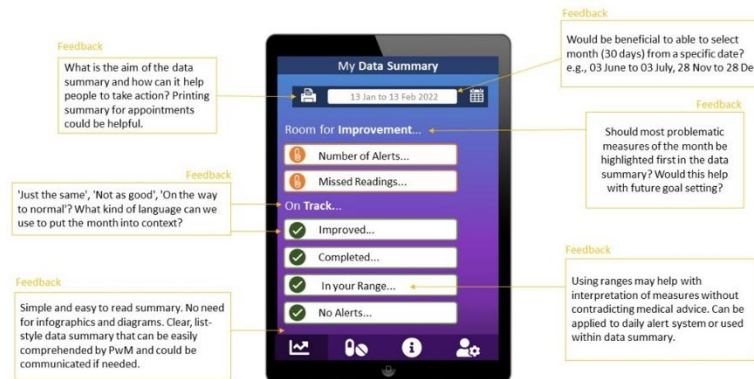 Feedback
What is the aim of the data
summary and how can it help
people to take action? Printing
summary for appointments
could be helpful.
Feedback
'Just the same', 'Not as good', 'On the way
to normal'? What kind of language can we
use to put the month into context?
Feedback
Simple and easy to read summary. No need
for infographics and diagrams. Clear, list-
style data summary that can be easily
comprehended by PwM and could be
communicated if needed.
My Data Summary
13 Jan to 13 Feb 2022
Room for Improvement...
Number of Alerts...
Missed Readings...
On Track...
Improved...
Completed...
In your Range...
No Alerts...
Feedback
Would be beneficial to able to select
month (30 days) from a specific date?
e.g., 03 June to 03 July, 28 Nov to 28 De
Feedback
Should most problematic
measures of the month be
highlighted first in the data
summary? Would this help
with future goal setting?
Feedback
Using ranges may help with
interpretation of measures without
contradicting medical advice. Can be
applied to daily alert system or used
within data summary.